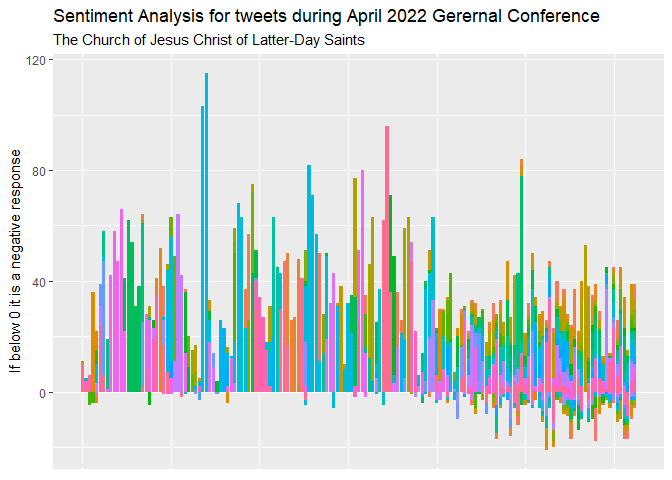 Sentiment Analysis for tweets during April 2022 Gerernal Conference
The Church of Jesus Christ of Latter-Day Saints
120
80
40
0
If below 0 it is a negative response